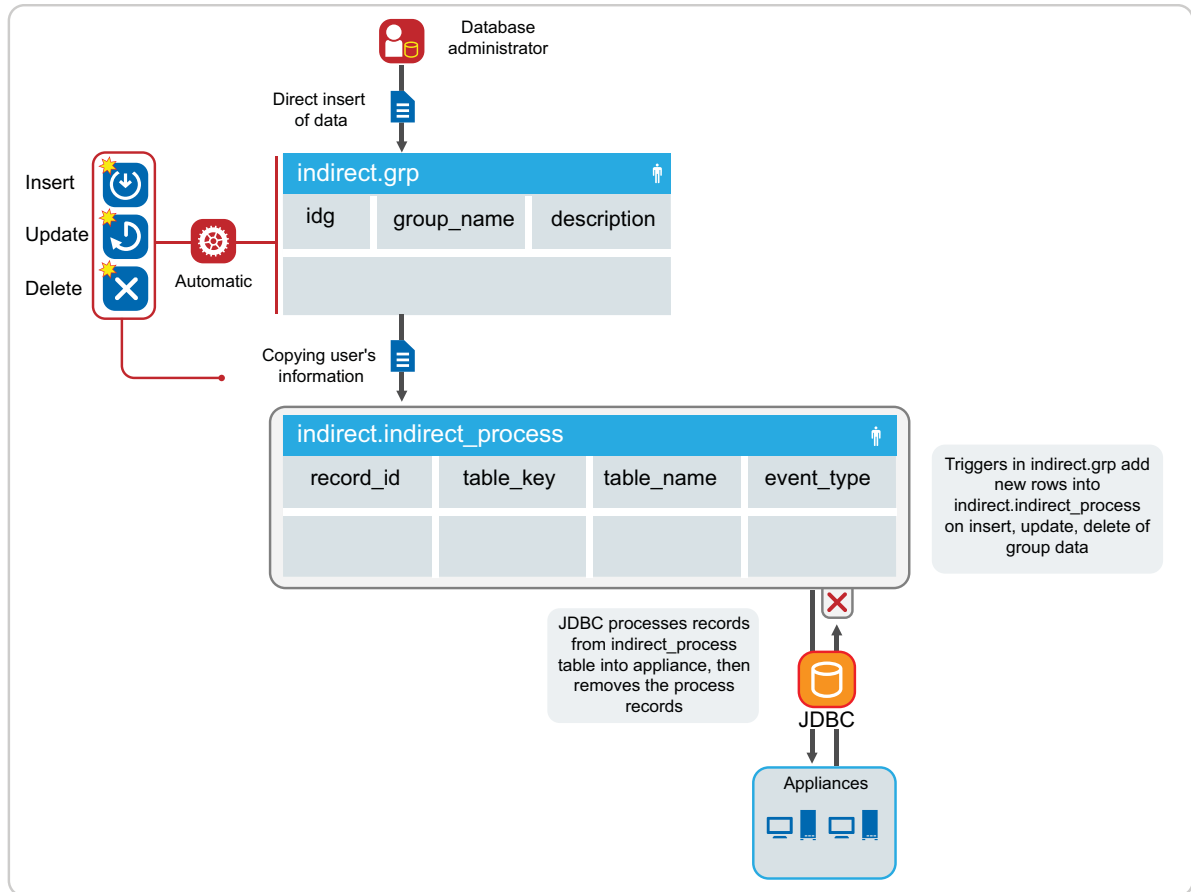 Database
administrator
Direct insert
of data
indirect.grp
idg
group_name
description
Insert
Update
Delete
Automatic
Copying user's
information
indirect.indirect_process
record_id
table_key
table_name
event_type
Triggers in indirect.grp add
new rows into
indirect.indirect_process
on insert, update, delete of
group data
JDBC processes records
from indirect_process
table into appliance, then
removes the process
records
JDBC
Appliances